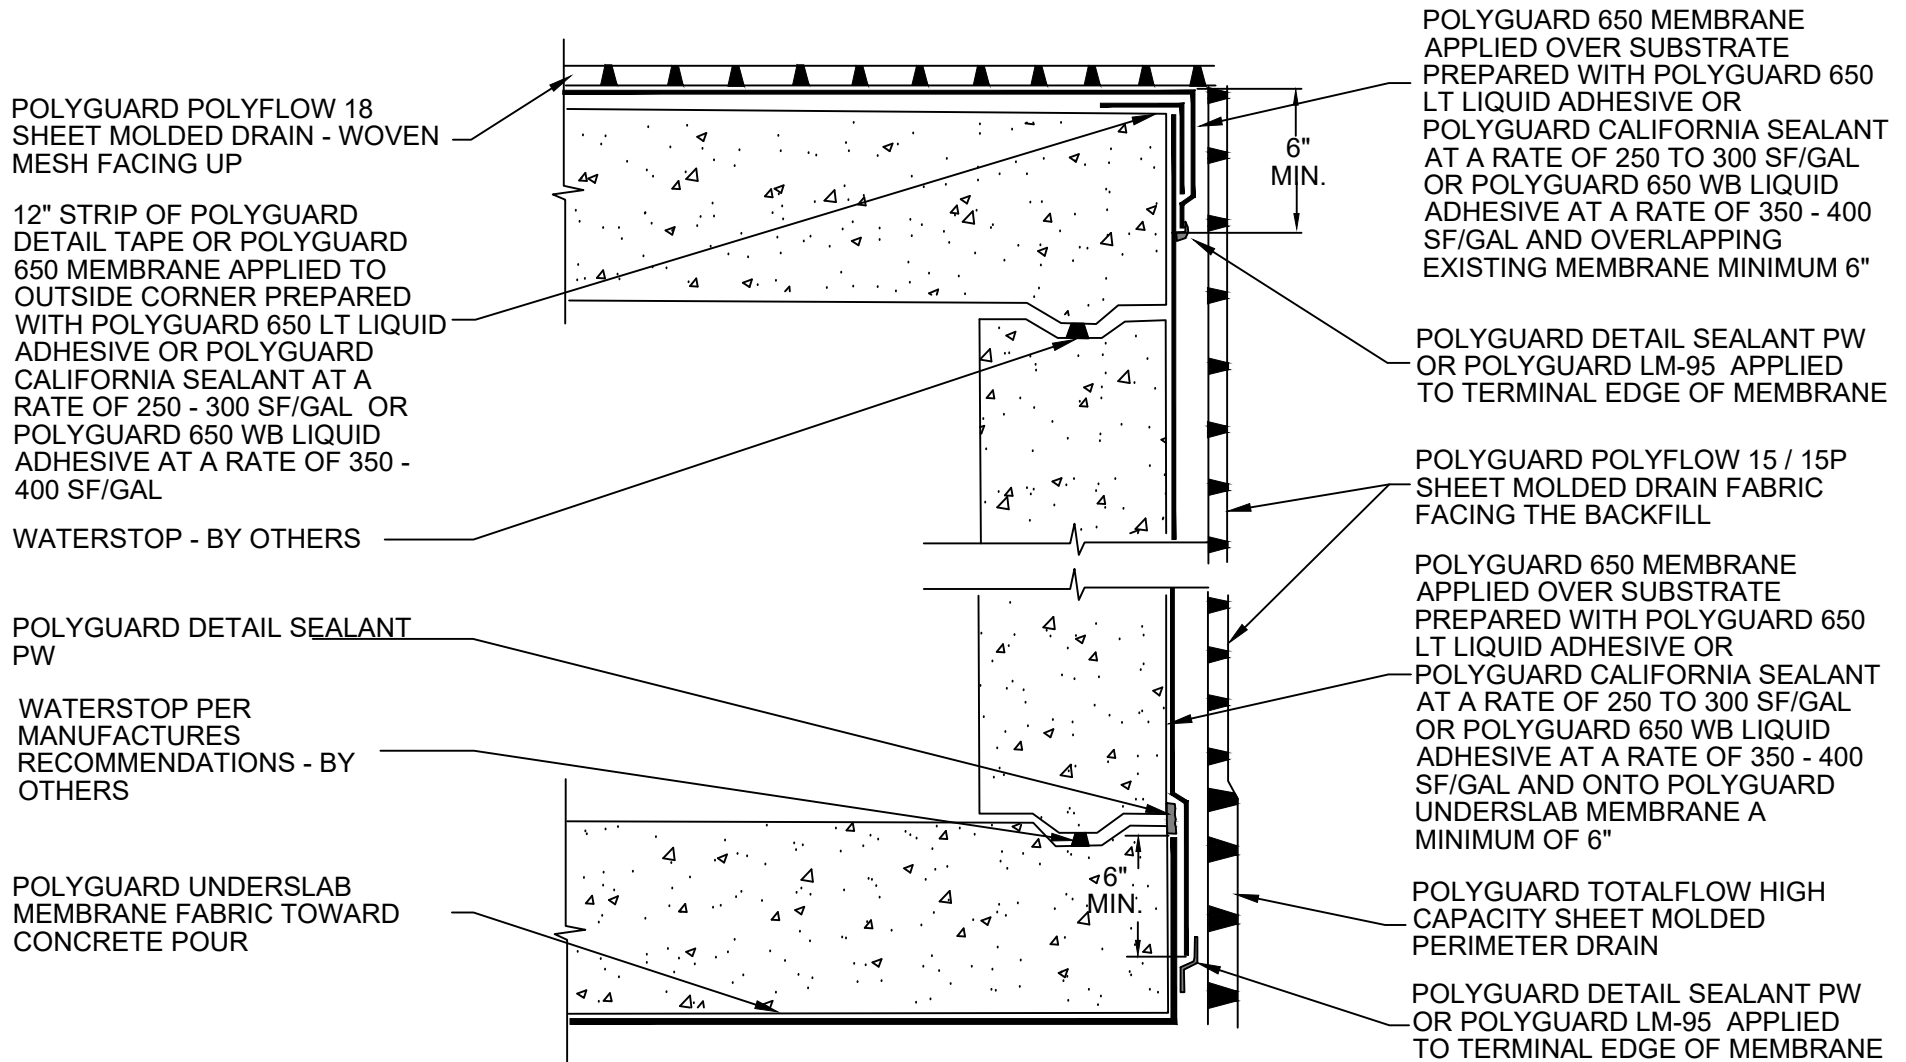 POLYGUARD POLYFLOW 18
SHEET MOLDED DRAIN - WOVEN
MESH FACING UP
12" STRIP OF POLYGUARD
DETAIL TAPE OR POLYGUARD
650 MEMBRANE APPLIED TO
OUTSIDE CORNER PREPARED
WITH POLYGUARD 650 LT LIQUID
ADHESIVE OR POLYGUARD
CALIFORNIA SEALANT AT A
RATE OF 250 - 300 SF/GAL OR
POLYGUARD 650 WB LIQUID
ADHESIVE AT A RATE OF 350 -
400 SF/GAL
WATERSTOP - BY OTHERS
POLYGUARD DETAIL SEALANT
PW
WATERSTOP PER
MANUFACTURES
RECOMMENDATIONS - BY
OTHERS
POLYGUARD UNDERSLAB
MEMBRANE FABRIC TOWARD
CONCRETE POUR
6"
MIN.
6"
MIN.
POLYGUARD 650 MEMBRANE
APPLIED OVER SUBSTRATE
PREPARED WITH POLYGUARD 650
LT LIQUID ADHESIVE OR
POLYGUARD CALIFORNIA SEALANT
AT A RATE OF 250 TO 300 SF/GAL
OR POLYGUARD 650 WB LIQUID
ADHESIVE AT A RATE OF 350 - 400
SF/GAL AND OVERLAPPING
EXISTING MEMBRANE MINIMUM 6"
POLYGUARD DETAIL SEALANT PW
OR POLYGUARD LM-95 APPLIED
TO TERMINAL EDGE OF MEMBRANE
POLYGUARD POLYFLOW 15 / 15P
SHEET MOLDED DRAIN FABRIC
FACING THE BACKFILL
POLYGUARD 650 MEMBRANE
APPLIED OVER SUBSTRATE
PREPARED WITH POLYGUARD 650
LT LIQUID ADHESIVE OR
POLYGUARD CALIFORNIA SEALANT
AT A RATE OF 250 TO 300 SF/GAL
OR POLYGUARD 650 WB LIQUID
ADHESIVE AT A RATE OF 350 - 400
SF/GAL AND ONTO POLYGUARD
UNDERSLAB MEMBRANE A
MINIMUM OF 6"
POLYGUARD TOTALFLOW HIGH
CAPACITY SHEET MOLDED
PERIMETER DRAIN
POLYGUARD DETAIL SEALANT PW
OR POLYGUARD LM-95 APPLIED
TO TERMINAL EDGE OF MEMBRANE